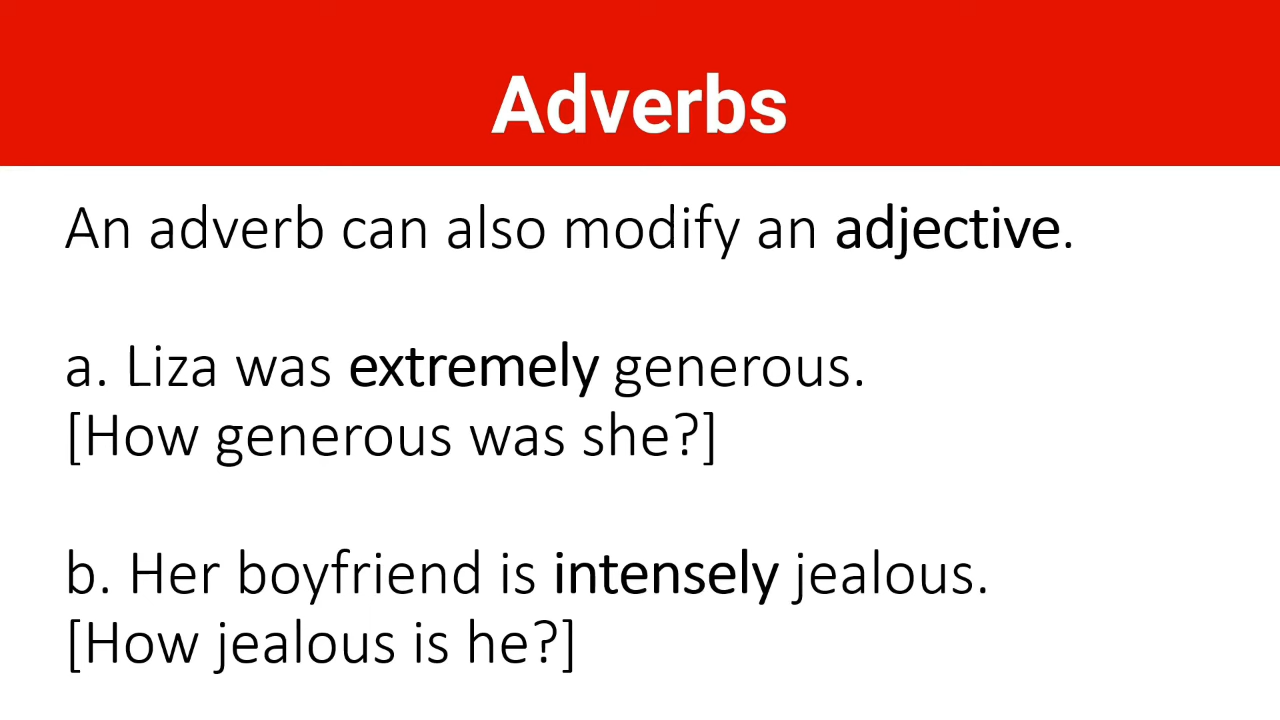 Adverbs
An adverb can also modify an adjective.
a. Liza was extremely generous.
[How generous was she?]
b. Her boyfriend is intensely jealous.
[How jealous is he?]